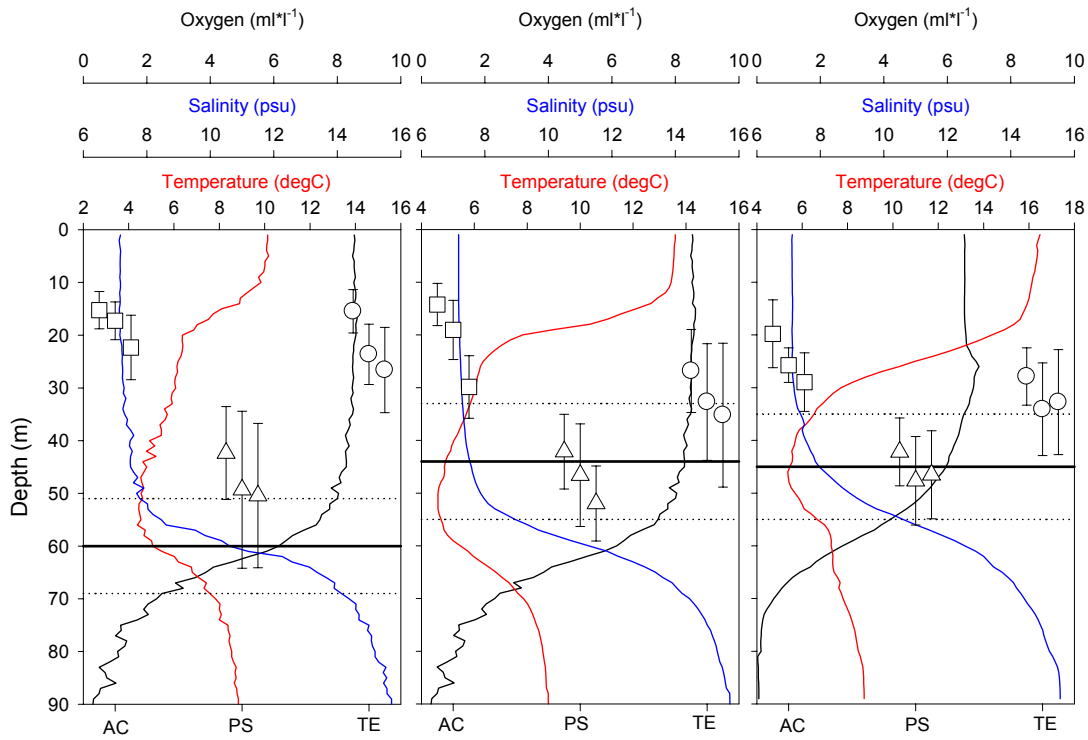 Oxygen (ml*l⁻¹) Oxygen (ml*l⁻¹) Oxygen (ml*l⁻¹)
0 2 4 6 8 10 0 2 4 6 8 10 0 2 4 6 8 10
Salinity (psu) Salinity (psu) Salinity (psu)
6 8 10 12 14 16 6 8 10 12 14 16 6 8 10 12 14 16
Temperature (degC) Temperature (degC) Temperature (degC)
2 4 6 8 10 12 14 16 4 6 8 10 12 14 16 4 6 8 10 12 14 16 18
Depth (m)
0
10
20
30
40
50
60
70
80
90
AC PS TE AC PS TE AC PS TE